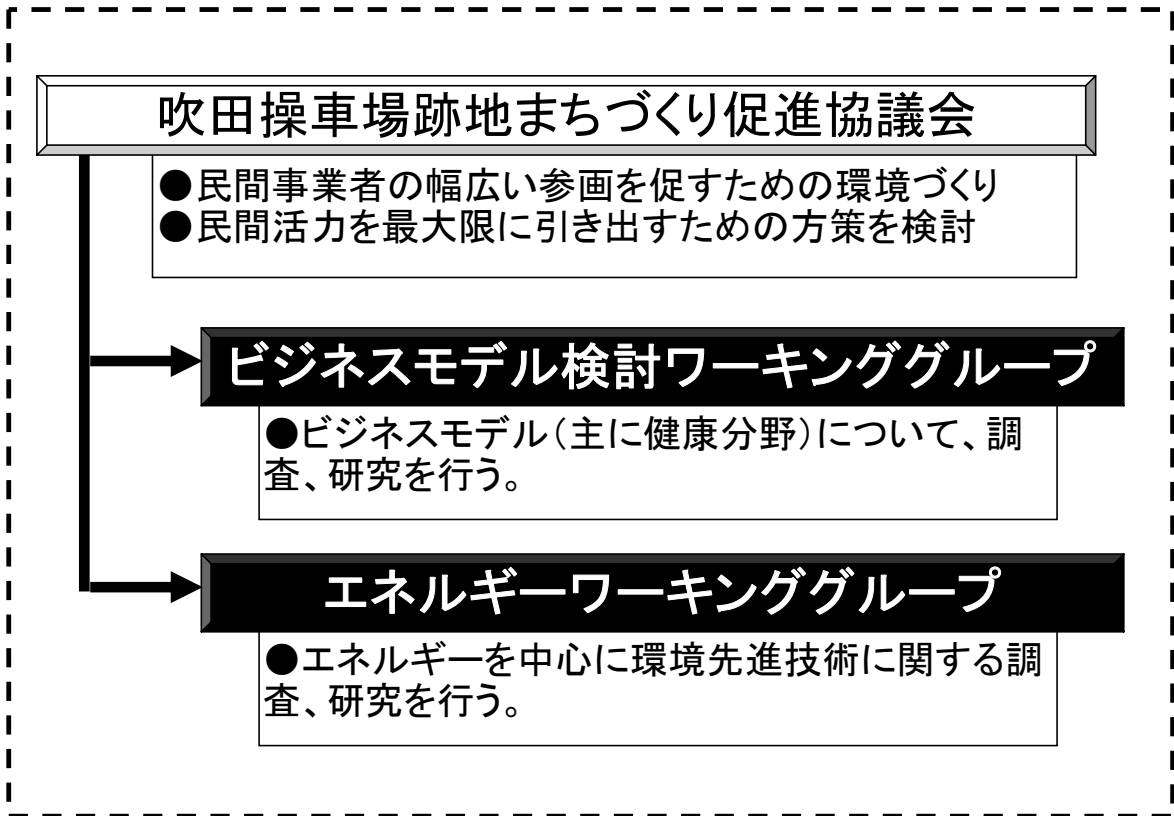 吹田操車場跡地まちづくり促進協議会
●民間事業者の幅広い参画を促すための環境づくり
●民間活力を最大限に引き出すための方策を検討
ビジネスモデル検討ワーキンググループ
●ビジネスモデル（主に健康分野）について、調
査、研究を行う。
エネルギーワーキンググループ
●エネルギーを中心に環境先進技術に関する調
査、研究を行う。